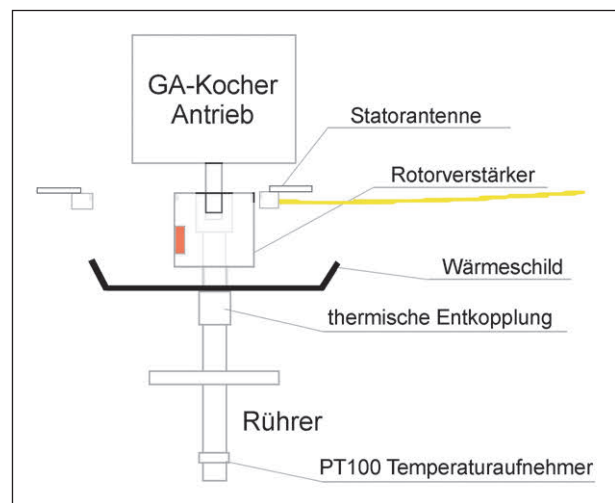 GA-Kocher
Antrieb
Statorantenne
Rotorverstärker
Wärmeschild
thermische Entkopplung
Rührer
PT100 Temperaturaufnehmer